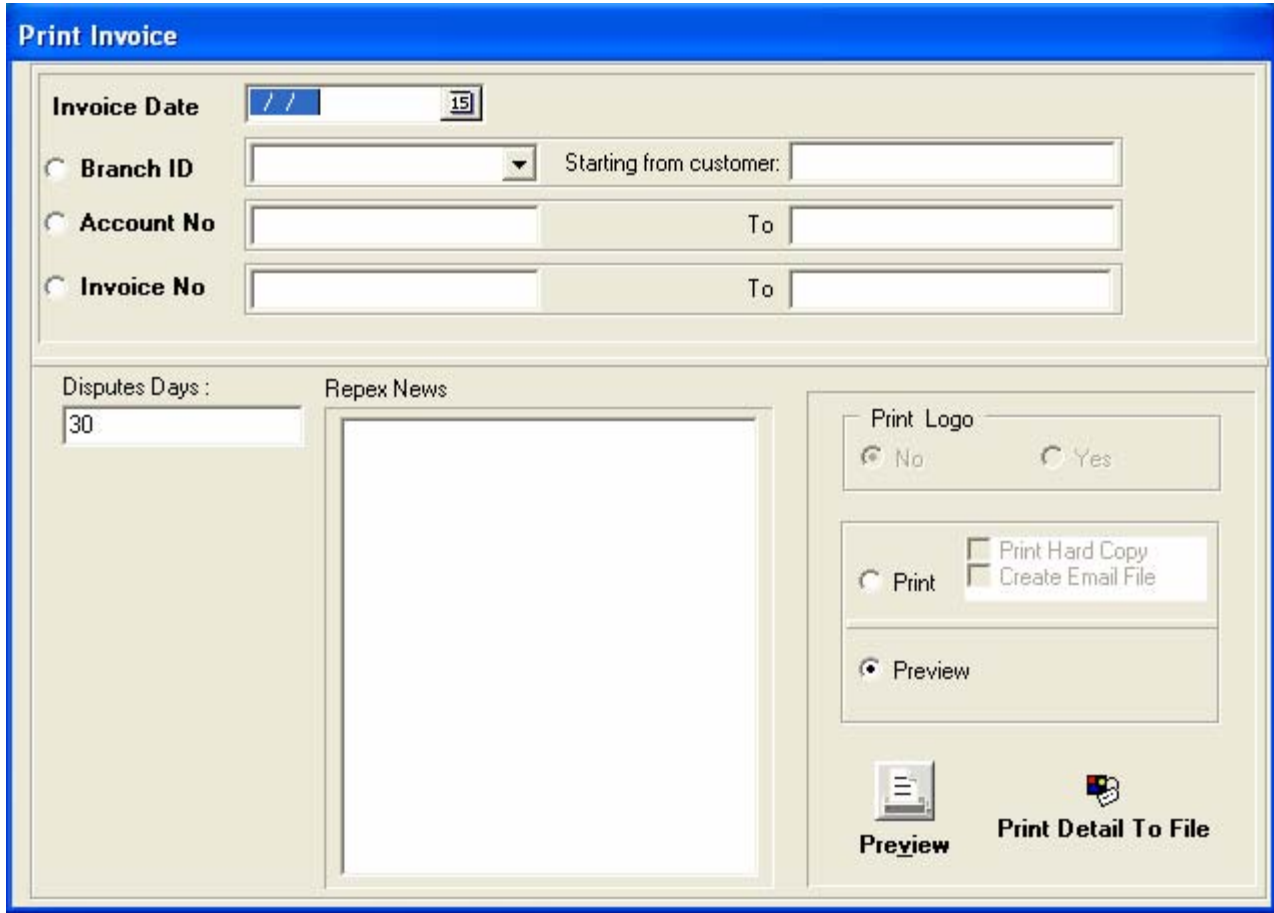 Print Invoice
Invoice Date / / 15
Branch ID Starting from customer:
Account No To
Invoice No To
Disputes Days :
30
Repex News
Print Logo
No Yes
Print Hard Copy
Create Email File
Print
Preview
Preview
Print Detail To File